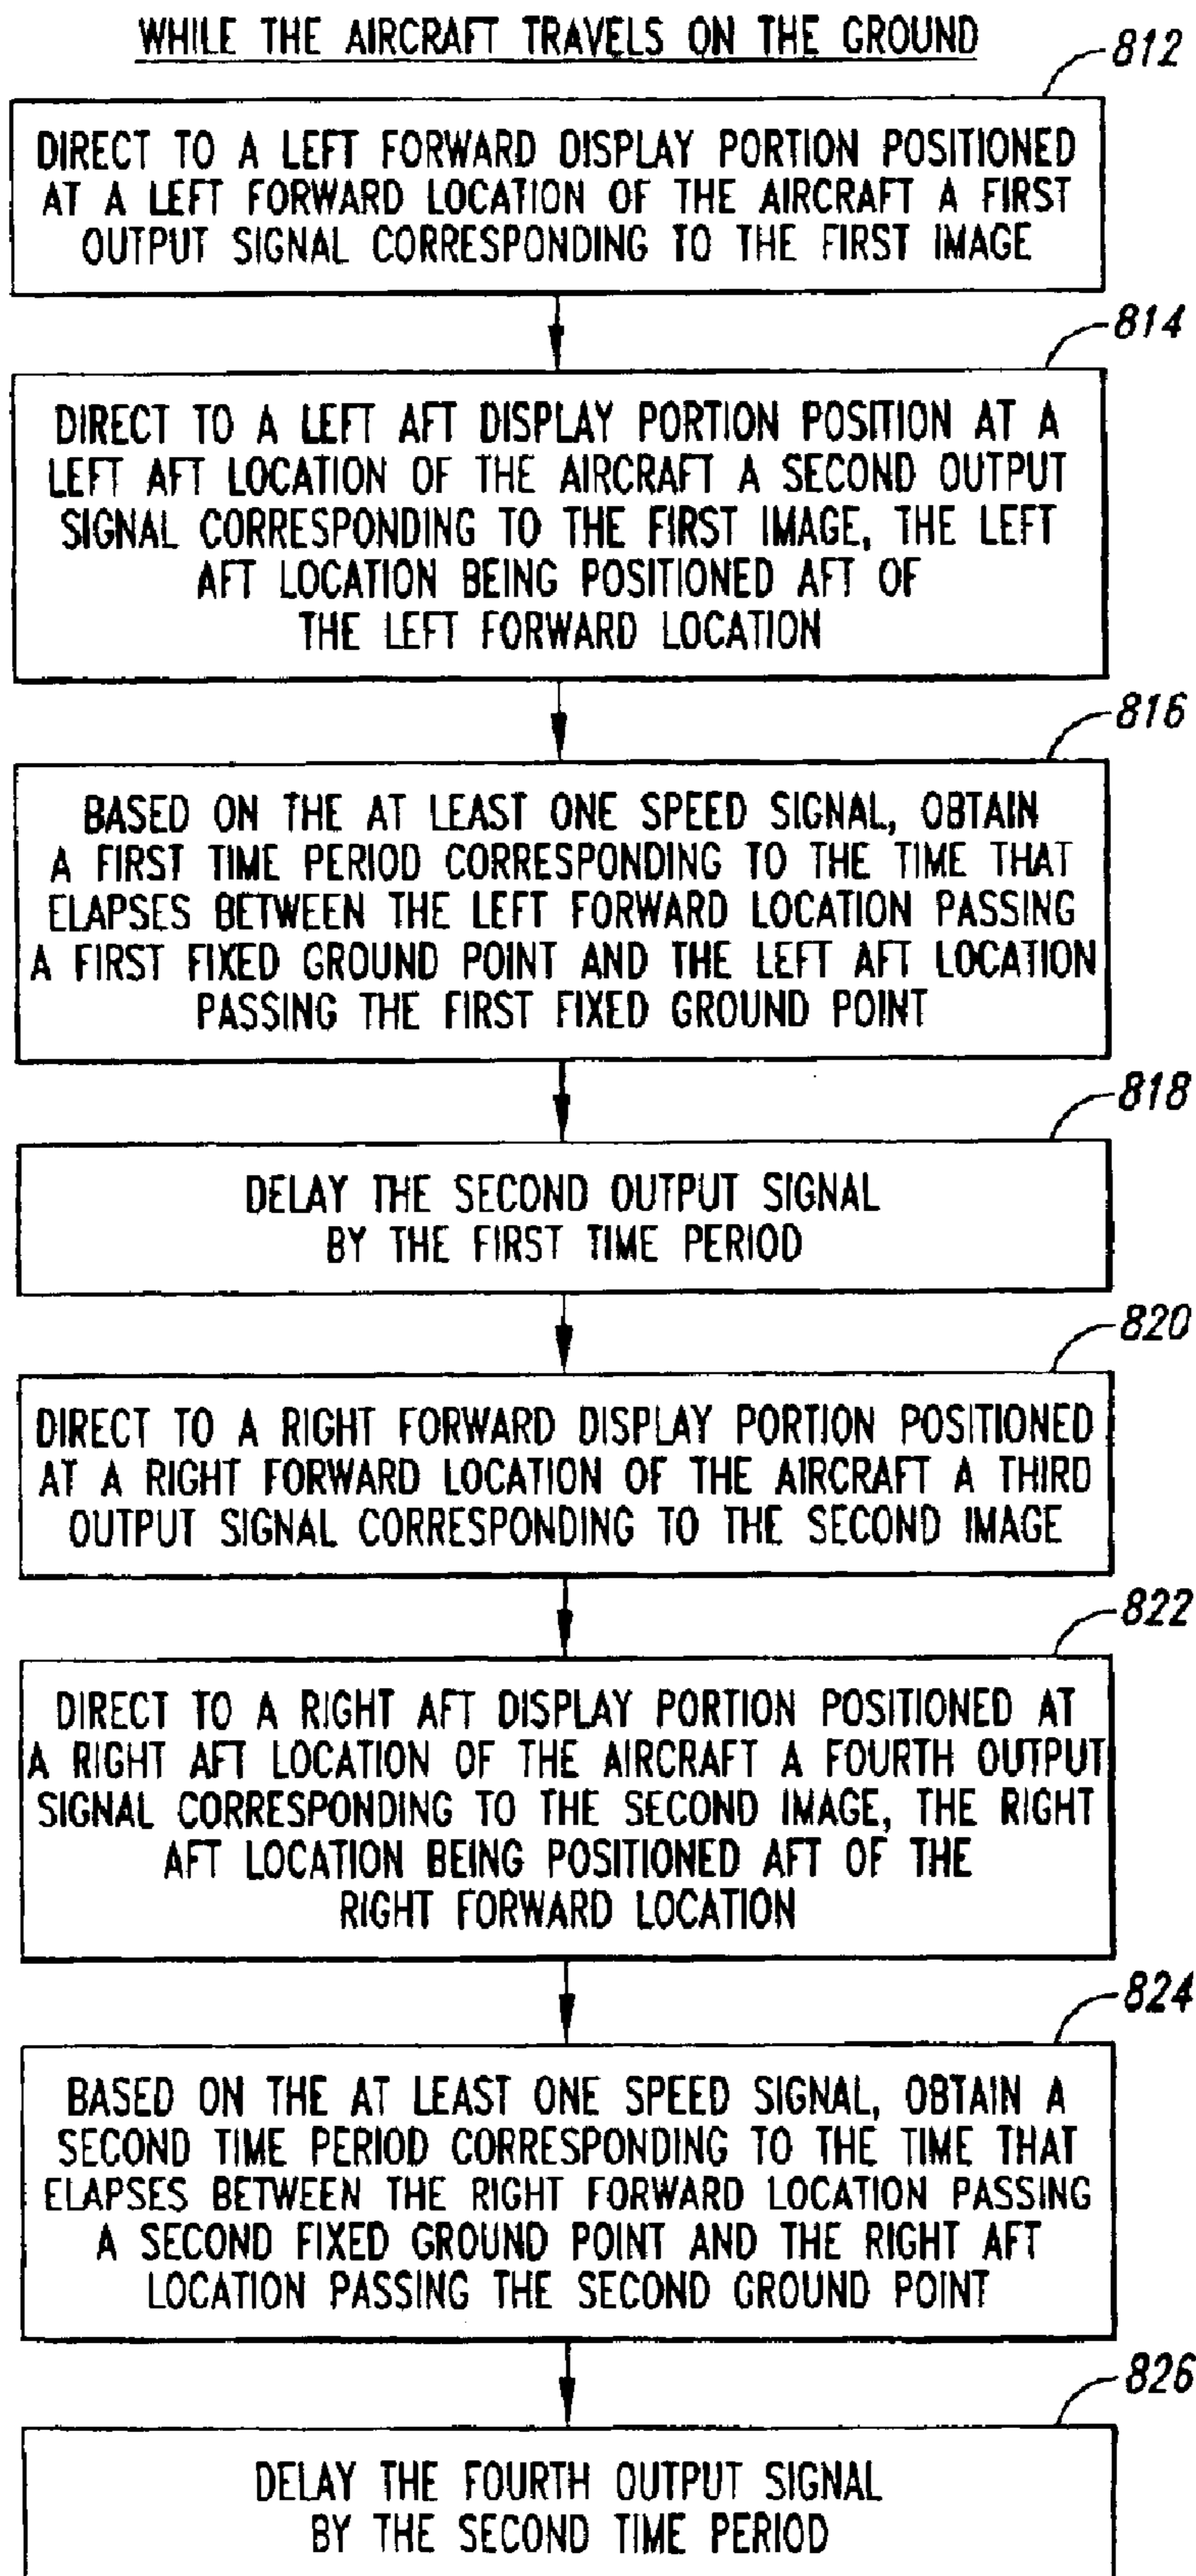 WHILE THE AIRCRAFT TRAVELS ON THE GROUND
812
DIRECT TO A LEFT FORWARD DISPLAY PORTION POSITIONED
AT A LEFT FORWARD LOCATION OF THE AIRCRAFT A FIRST
OUTPUT SIGNAL CORRESPONDING TO THE FIRST IMAGE
814
DIRECT TO A LEFT AFT DISPLAY PORTION POSITION AT A
LEFT AFT LOCATION OF THE AIRCRAFT A SECOND OUTPUT
SIGNAL CORRESPONDING TO THE FIRST IMAGE, THE LEFT
AFT LOCATION BEING POSITIONED AFT OF
THE LEFT FORWARD LOCATION
816
BASED ON THE AT LEAST ONE SPEED SIGNAL, OBTAIN
A FIRST TIME PERIOD CORRESPONDING TO THE TIME THAT
ELAPSES BETWEEN THE LEFT FORWARD LOCATION PASSING
A FIRST FIXED GROUND POINT AND THE LEFT AFT LOCATION
PASSING THE FIRST FIXED GROUND POINT
818
DELAY THE SECOND OUTPUT SIGNAL
BY THE FIRST TIME PERIOD
820
DIRECT TO A RIGHT FORWARD DISPLAY PORTION POSITIONED
AT A RIGHT FORWARD LOCATION OF THE AIRCRAFT A THIRD
OUTPUT SIGNAL CORRESPONDING TO THE SECOND IMAGE
822
DIRECT TO A RIGHT AFT DISPLAY PORTION POSITIONED AT
A RIGHT AFT LOCATION OF THE AIRCRAFT A FOURTH OUTPUT
SIGNAL CORRESPONDING TO THE SECOND IMAGE, THE RIGHT
AFT LOCATION BEING POSITIONED AFT OF THE
RIGHT FORWARD LOCATION
824
BASED ON THE AT LEAST ONE SPEED SIGNAL, OBTAIN A
SECOND TIME PERIOD CORRESPONDING TO THE TIME THAT
ELAPSES BETWEEN THE RIGHT FORWARD LOCATION PASSING
A SECOND FIXED GROUND POINT AND THE RIGHT AFT
LOCATION PASSING THE SECOND GROUND POINT
826
DELAY THE FOURTH OUTPUT SIGNAL
BY THE SECOND TIME PERIOD